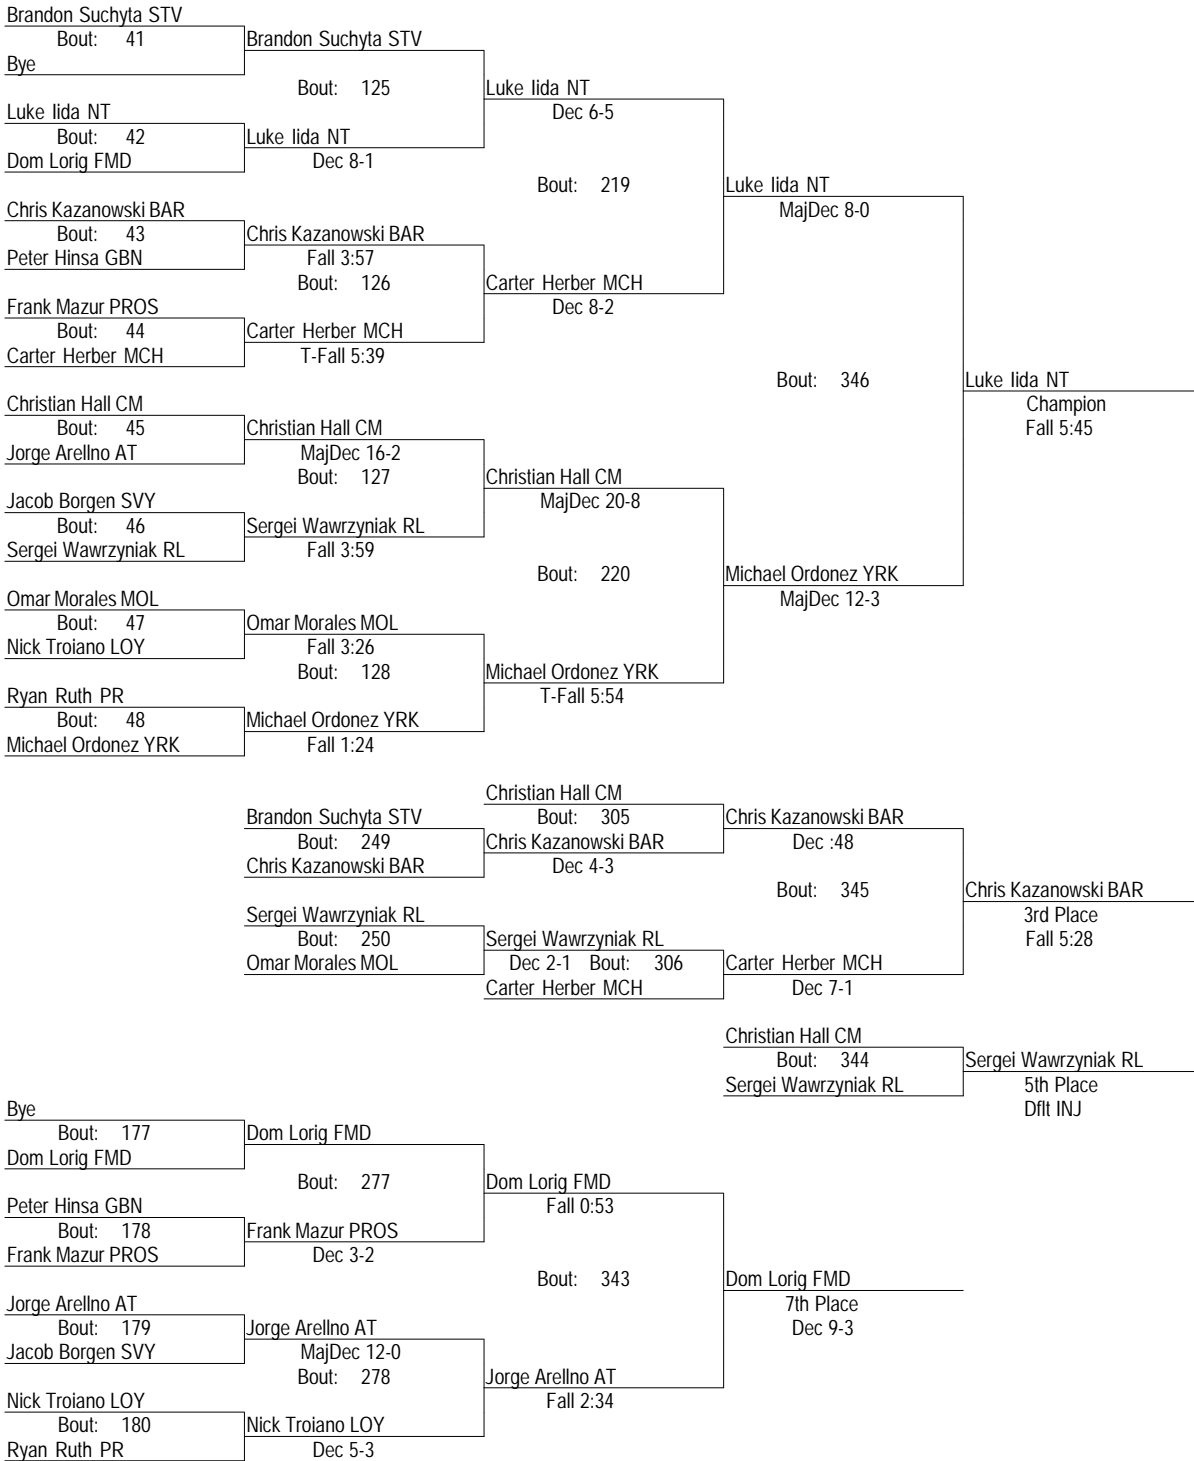 Brandon Suchyta STV
Bout: 41
Brandon Suchyta STV
Bye
Bout: 125
Luke Iida NT
Dec 6-5
Luke Iida NT
Bout: 42
Luke Iida NT
Dom Lorig FMD
Dec 8-1
Bout: 219
Luke Iida NT
MajDec 8-0
Chris Kazanowski BAR
Bout: 43
Chris Kazanowski BAR
Peter Hinsa GBN
Fall 3:57
Bout: 126
Carter Herber MCH
Dec 8-2
Frank Mazur PROS
Bout: 44
Carter Herber MCH
Carter Herber MCH
T-Fall 5:39
Bout: 346
Luke Iida NT
Champion
Fall 5:45
Christian Hall CM
Bout: 45
Christian Hall CM
Jorge Arellno AT
MajDec 16-2
Bout: 127
Christian Hall CM
MajDec 20-8
Jacob Borgen SVY
Bout: 46
Sergei Wawrzyniak RL
Sergei Wawrzyniak RL
Fall 3:59
Bout: 220
Michael Ordonez YRK
MajDec 12-3
Omar Morales MOL
Bout: 47
Omar Morales MOL
Nick Troiano LOY
Fall 3:26
Bout: 128
Michael Ordonez YRK
T-Fall 5:54
Ryan Ruth PR
Bout: 48
Michael Ordonez YRK
Michael Ordonez YRK
Fall 1:24
Christian Hall CM
Brandon Suchyta STV
Bout: 305
Chris Kazanowski BAR
Bout: 249
Chris Kazanowski BAR
Dec :48
Chris Kazanowski BAR
Dec 4-3
Bout: 345
Chris Kazanowski BAR
3rd Place
Fall 5:28
Sergei Wawrzyniak RL
Bout: 250
Sergei Wawrzyniak RL
Omar Morales MOL
Dec 2-1 Bout: 306
Carter Herber MCH
Carter Herber MCH
Dec 7-1
Christian Hall CM
Bout: 344
Sergei Wawrzyniak RL
Sergei Wawrzyniak RL
5th Place
Dflt INJ
Bye
Bout: 177
Dom Lorig FMD
Dom Lorig FMD
Bout: 277
Dom Lorig FMD
Fall 0:53
Peter Hinsa GBN
Bout: 178
Frank Mazur PROS
Frank Mazur PROS
Dec 3-2
Bout: 343
Dom Lorig FMD
7th Place
Dec 9-3
Jorge Arellno AT
Bout: 179
Jorge Arellno AT
Jacob Borgen SVY
MajDec 12-0
Bout: 278
Jorge Arellno AT
Fall 2:34
Nick Troiano LOY
Bout: 180
Nick Troiano LOY
Ryan Ruth PR
Dec 5-3